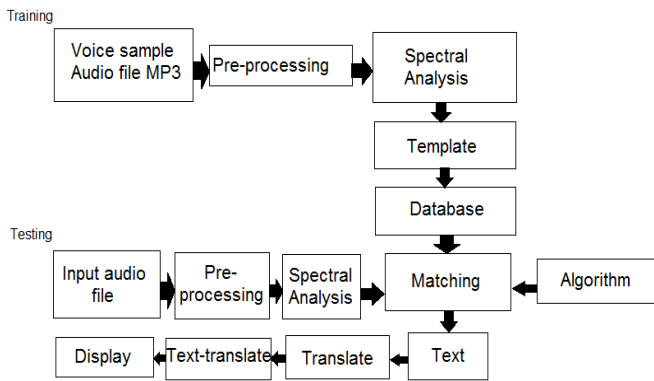 Training
Voice sample
Audio file MP3
Pre-processing
Spectral
Analysis
Template
Database
Testing
Input audio
file
Pre-
processing
Spectral
Analysis
Matching
Algorithm
Display
Text-translate
Translate
Text